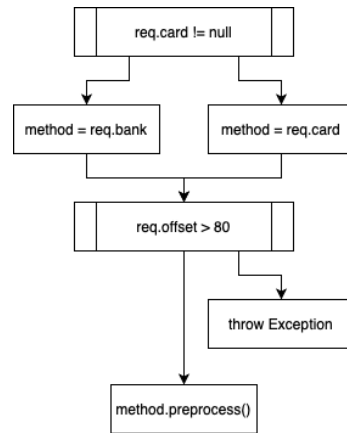 req.card != null
method = req.bank
method = req.card
req.offset > 80
throw Exception
method.preprocess()